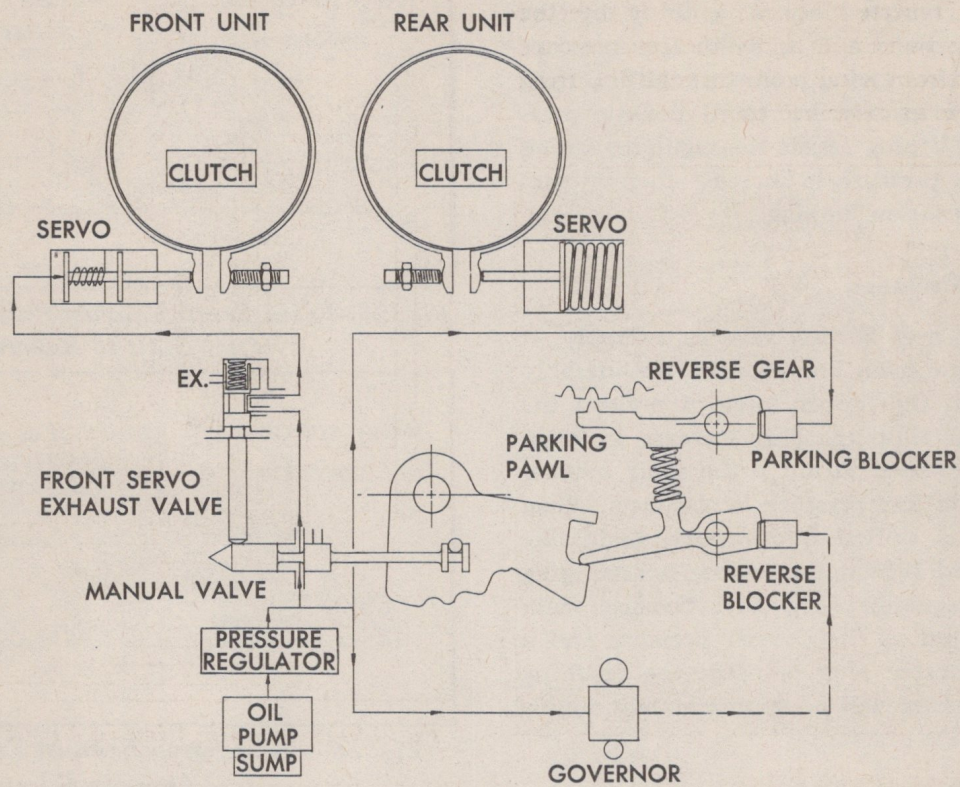 FRONT UNIT
REAR UNIT
CLUTCH
CLUTCH
SERVO
SERVO
EX.
REVERSE GEAR
PARKING
PAWL
PARKING BLOCKER
FRONT SERVO
EXHAUST VALVE
MANUAL VALVE
REVERSE
BLOCKER
PRESSURE
REGULATOR
OIL
PUMP
SUMP
GOVERNOR